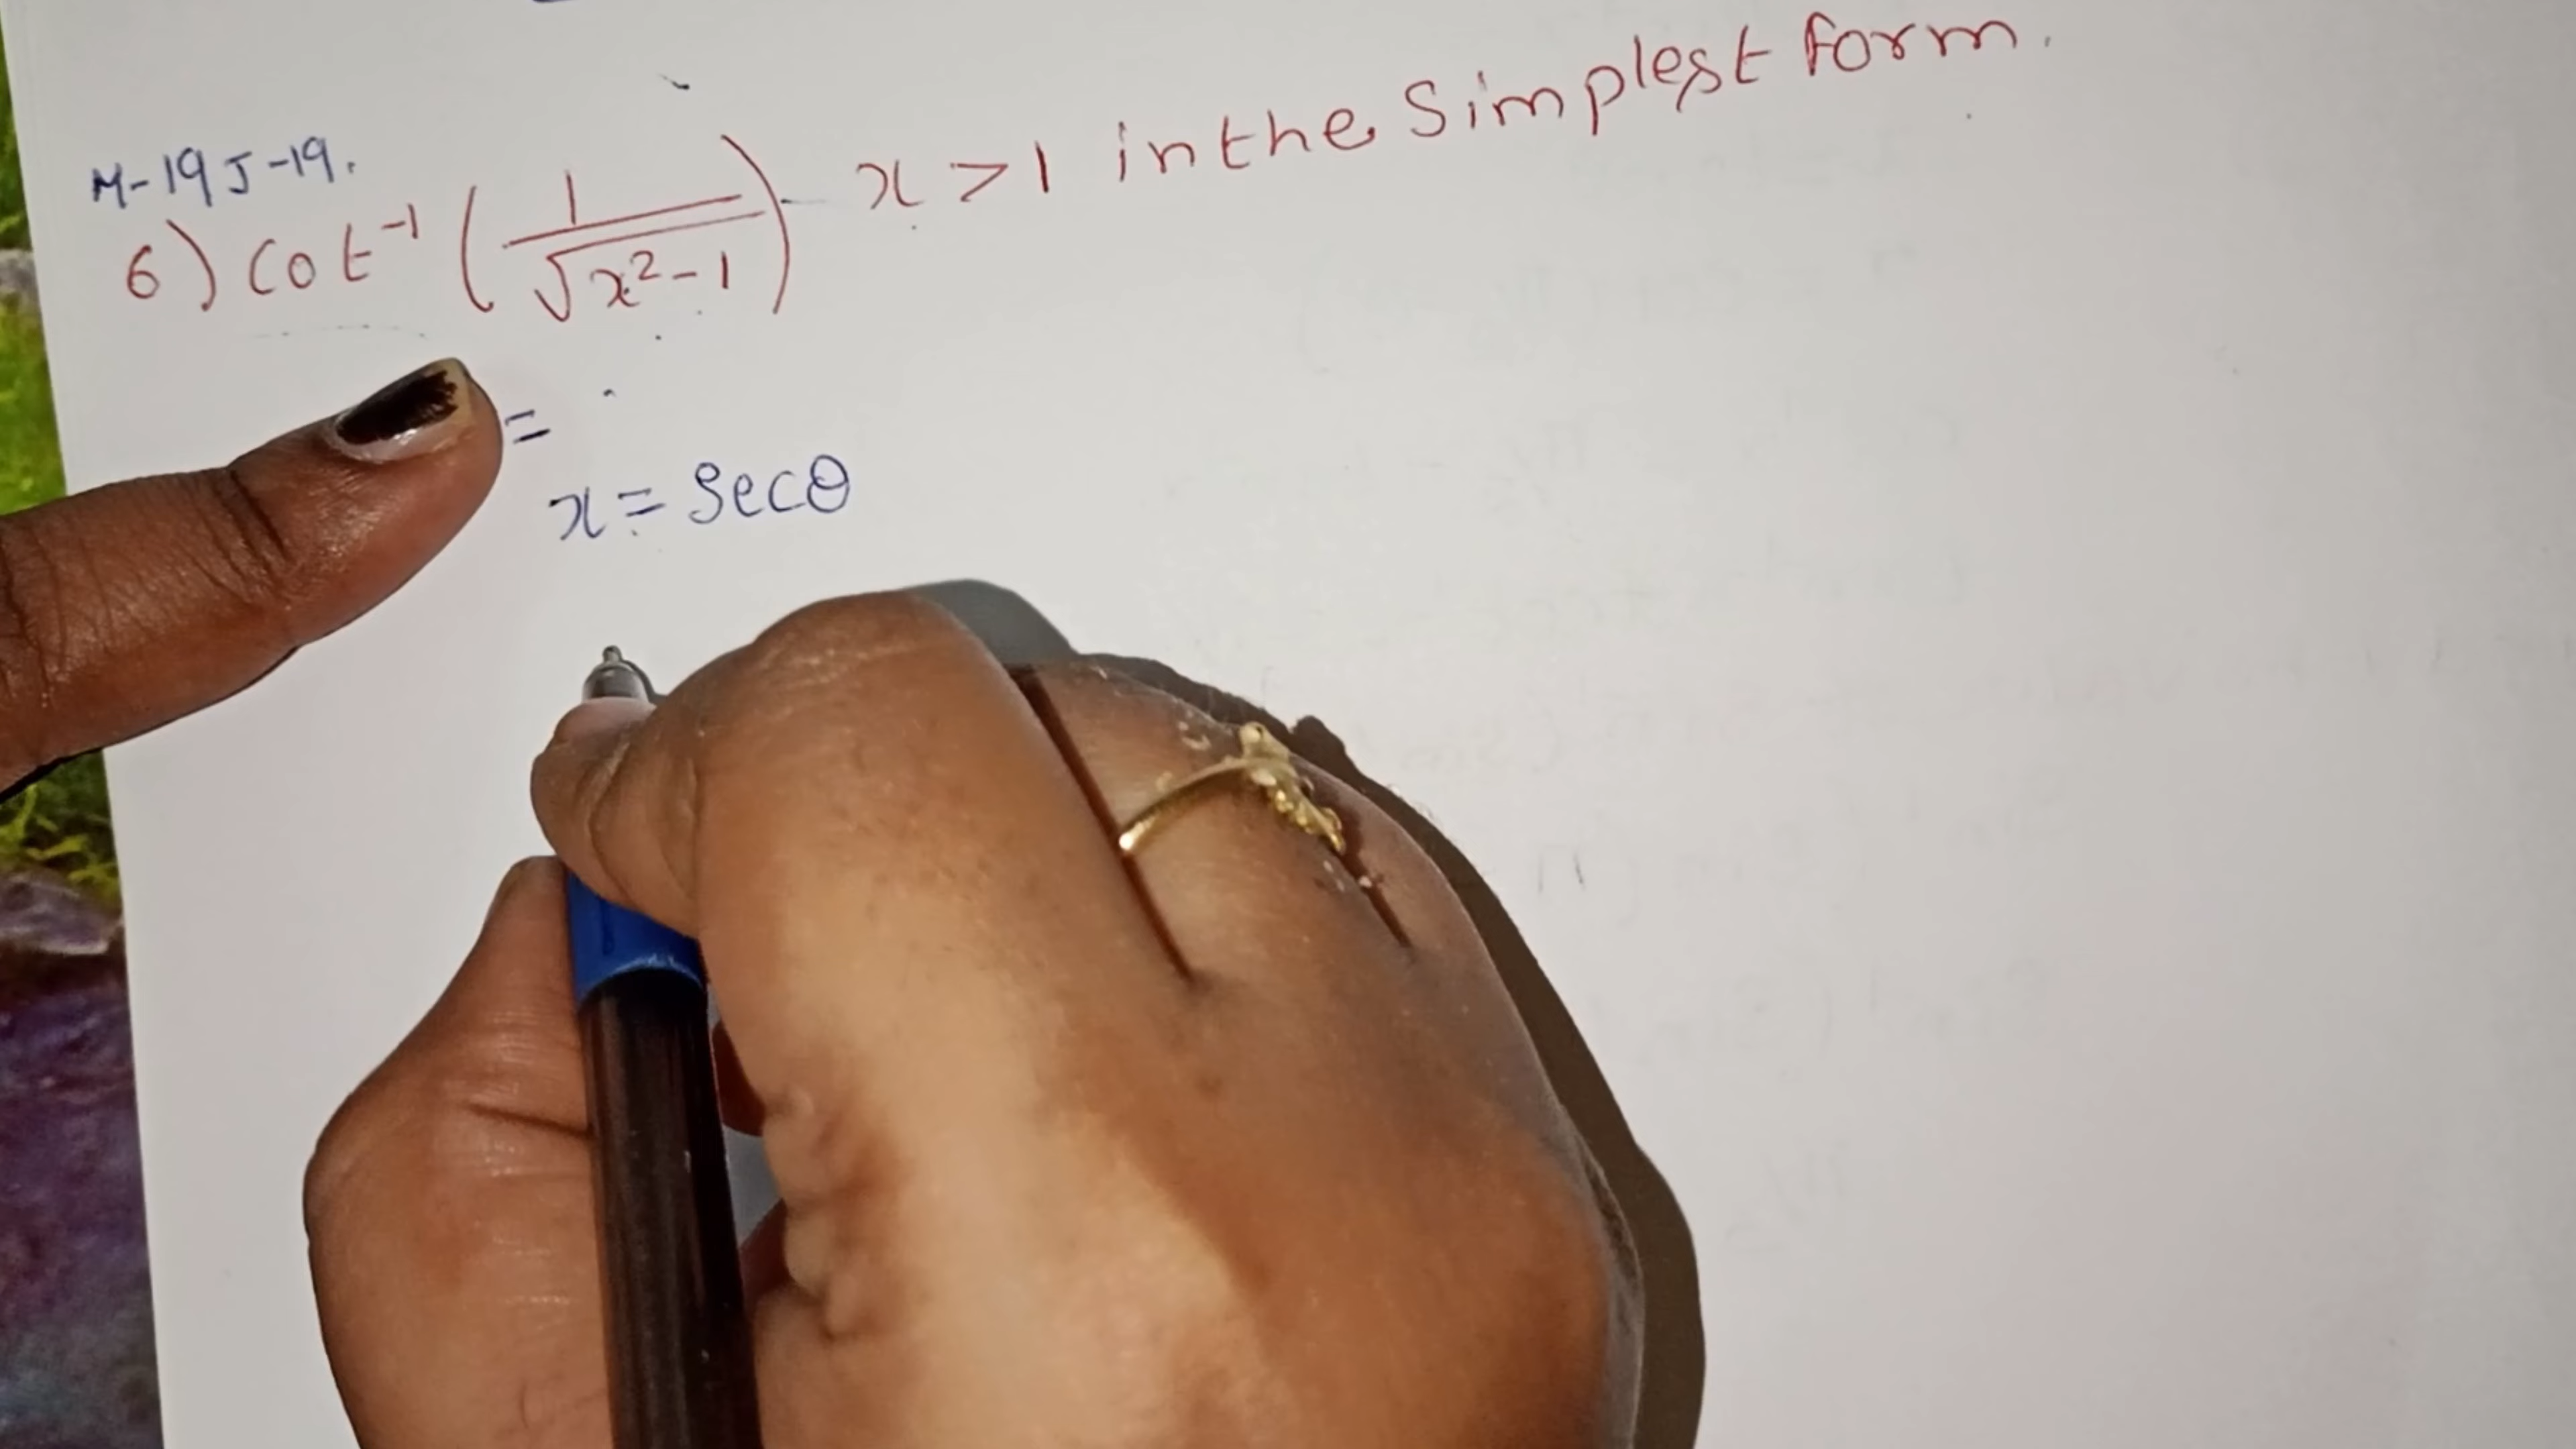 M-19 J-19.
6) Cot⁻¹ (1/√x²-1) x > 1 in the Simplest form.
=
x = Secθ